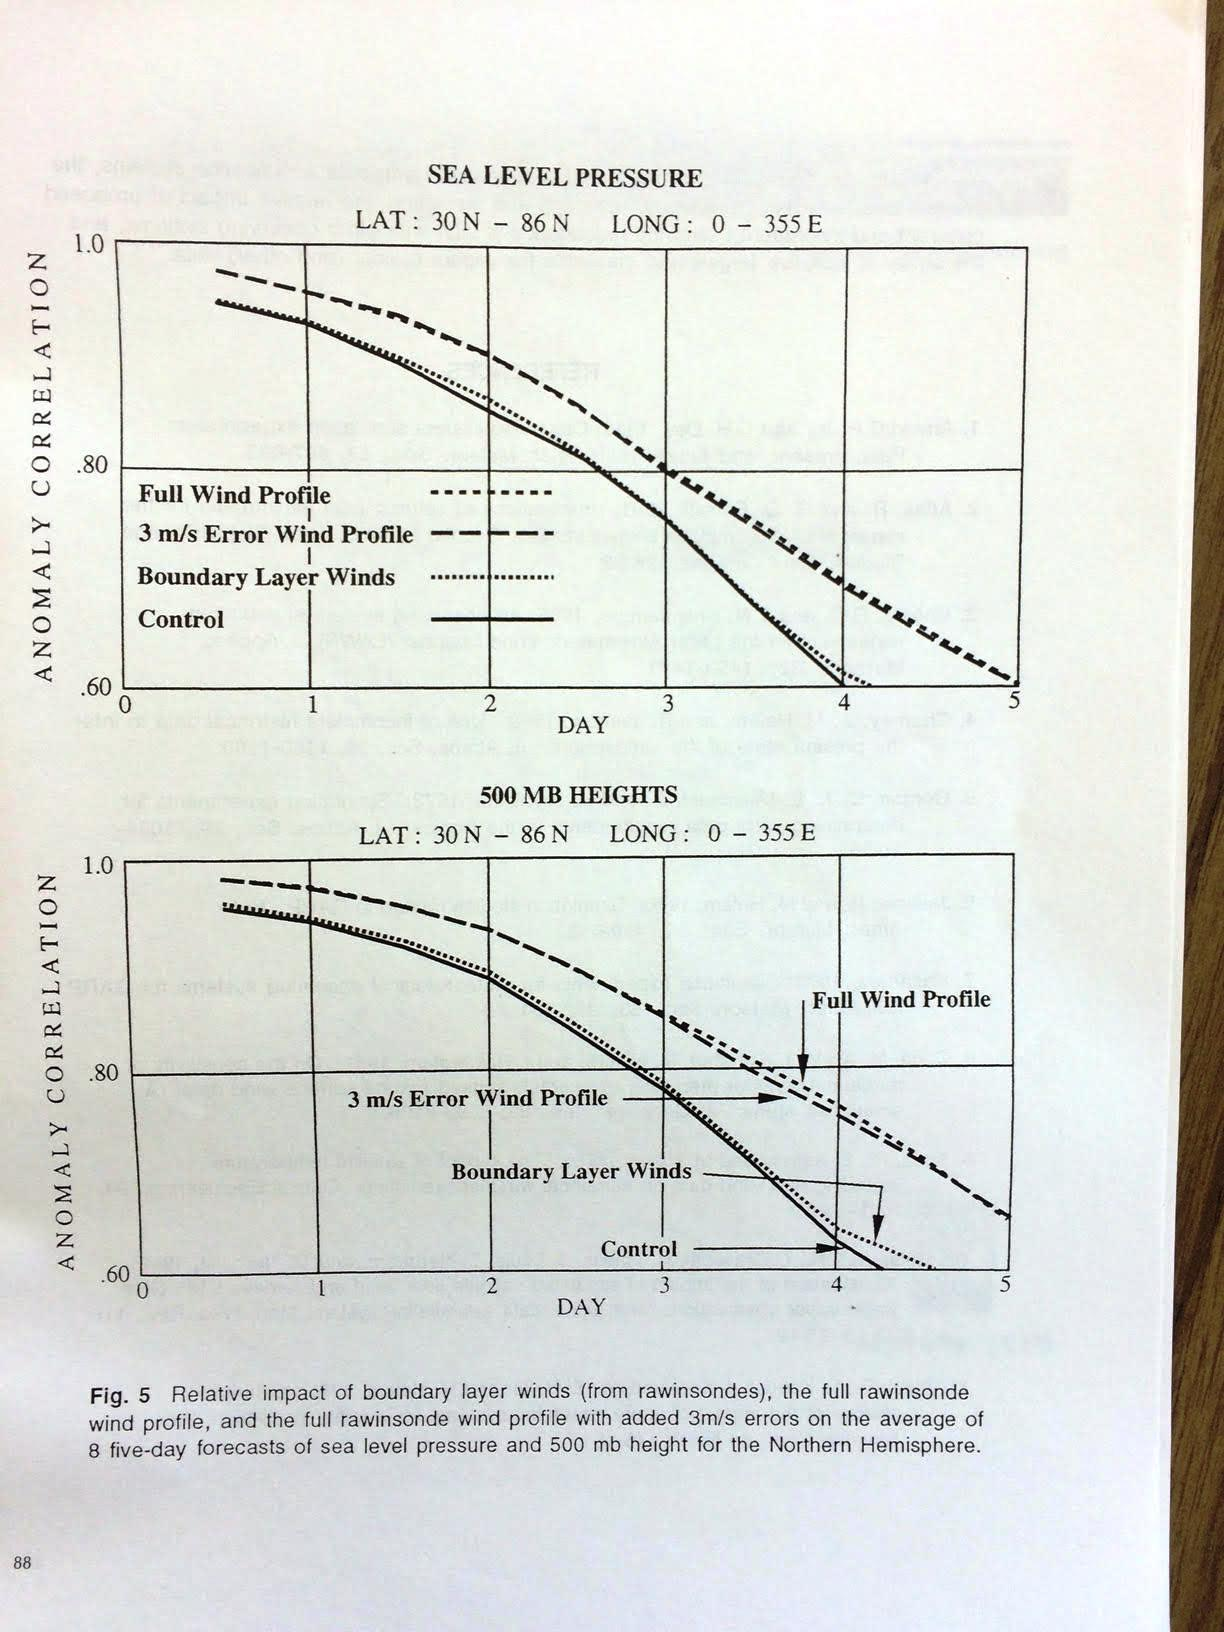 SEA LEVEL PRESSURE
LAT : 30 N – 86 N LONG : 0 – 355 E
ANOMALY CORRELATION
1.0
.80
.60
Full Wind Profile
3 m/s Error Wind Profile
Boundary Layer Winds
Control
0 1 2 3 4 5
DAY
500 MB HEIGHTS
LAT : 30 N – 86 N LONG : 0 – 355 E
ANOMALY CORRELATION
1.0
.80
.60
Full Wind Profile
3 m/s Error Wind Profile
Boundary Layer Winds
Control
0 1 2 3 4 5
DAY
Fig. 5 Relative impact of boundary layer winds (from rawinsondes), the full rawinsonde
wind profile, and the full rawinsonde wind profile with added 3m/s errors on the average of
8 five-day forecasts of sea level pressure and 500 mb height for the Northern Hemisphere.
88